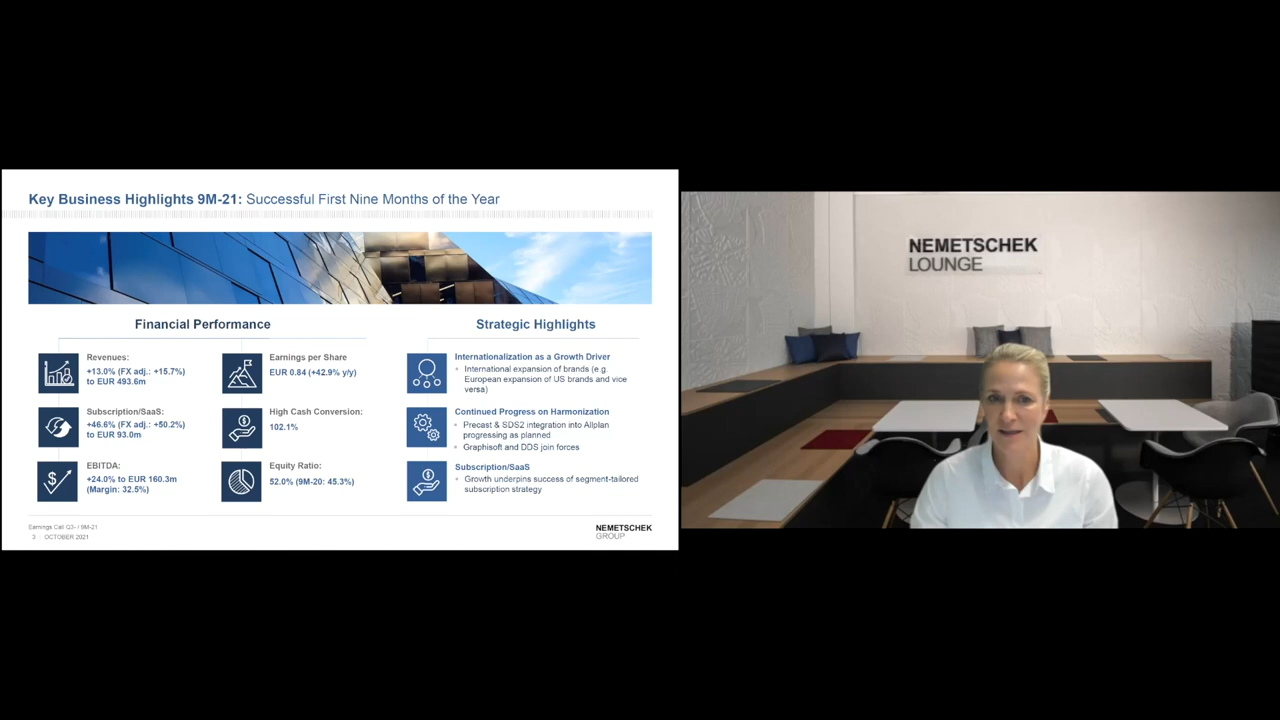 Key Business Highlights 9M-21: Successful First Nine Months of the Year
Financial Performance
Revenues:
+13.0% (FX adj.: +15.7%)
to EUR 493.6m
Subscription/SaaS:
+46.6% (FX adj.: +50.2%)
to EUR 93.0m
EBITDA:
+24.0% to EUR 160.3m
(Margin: 32.5%)
Earnings per Share
EUR 0.84 (+42.9% y/y)
High Cash Conversion:
102.1%
Equity Ratio:
52.0% (9M-20: 45.3%)
Strategic Highlights
Internationalization as a Growth Driver
International expansion of brands (e.g.
European expansion of US brands and vice
versa)
Continued Progress on Harmonization
Precast & SDS2 integration into Allplan
progressing as planned
Graphisoft and DDS join forces
Subscription/SaaS
Growth underpins success of segment-tailored
subscription strategy
Earnings Call Q3- / 9M-21
3 | OCTOBER 2021
NEMETSCHEK
GROUP
NEMETSCHEK
LOUNGE